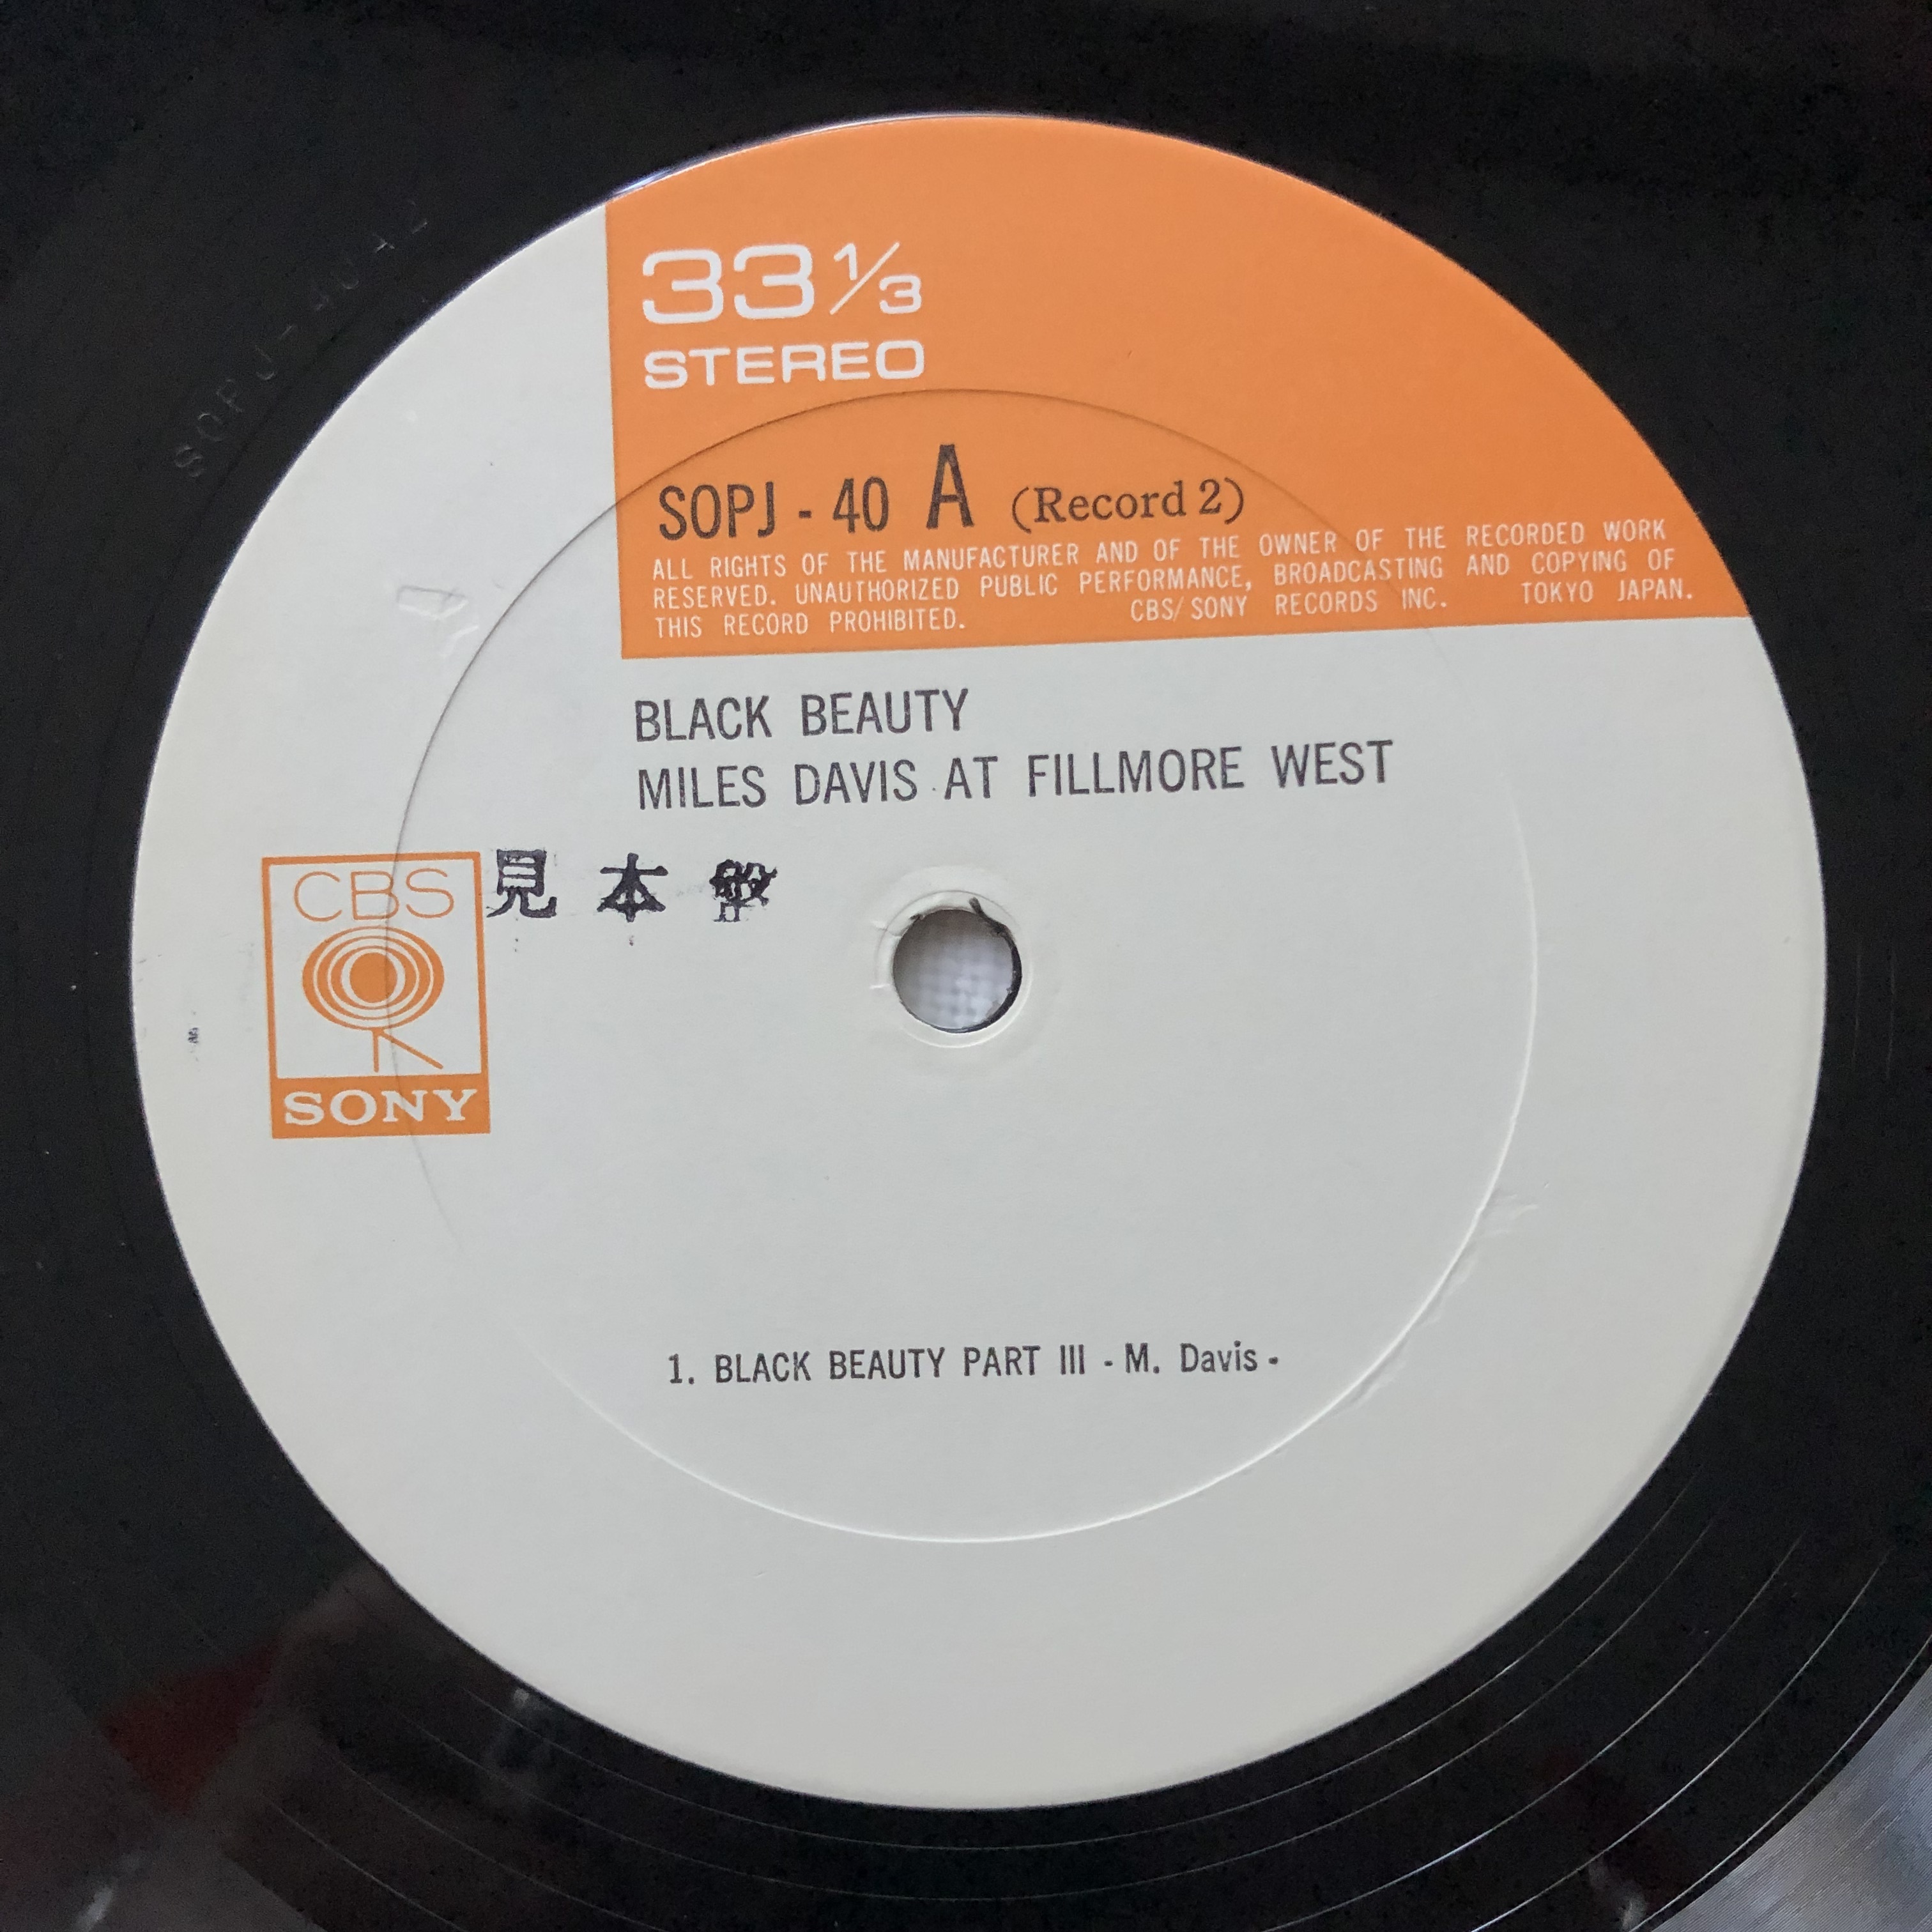 33 1/3
STEREO
SOPJ - 40 A (Record 2)
ALL RIGHTS OF THE MANUFACTURER AND OF THE OWNER OF THE RECORDED WORK
RESERVED. UNAUTHORIZED PUBLIC PERFORMANCE, BROADCASTING AND COPYING OF
THIS RECORD PROHIBITED. CBS/SONY RECORDS INC. TOKYO JAPAN.
BLACK BEAUTY
MILES DAVIS AT FILLMORE WEST
見本盤
CBS
SONY
1. BLACK BEAUTY PART III - M. Davis -